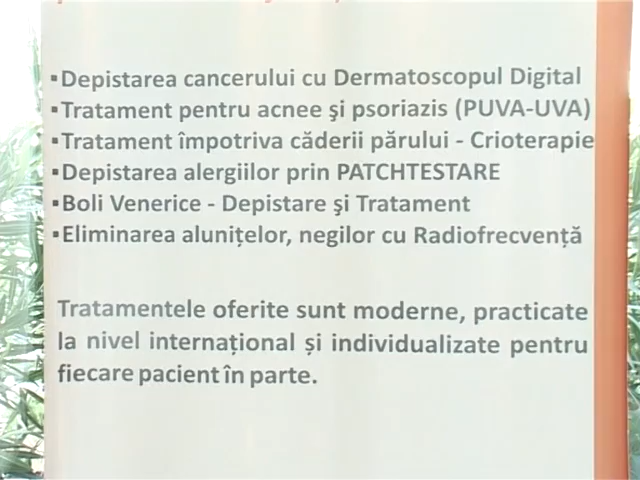 ▪Depistarea cancerului cu Dermatoscopul Digital
▪Tratament pentru acnee şi psoriazis (PUVA-UVA)
▪Tratament împotriva căderii părului - Crioterapie
▪Depistarea alergiilor prin PATCHTESTARE
▪Boli Venerice - Depistare şi Tratament
▪Eliminarea aluniţelor, negilor cu Radiofrecvenţă
Tratamentele oferite sunt moderne, practicate
la nivel internațional și individualizate pentru
fiecare pacient în parte.